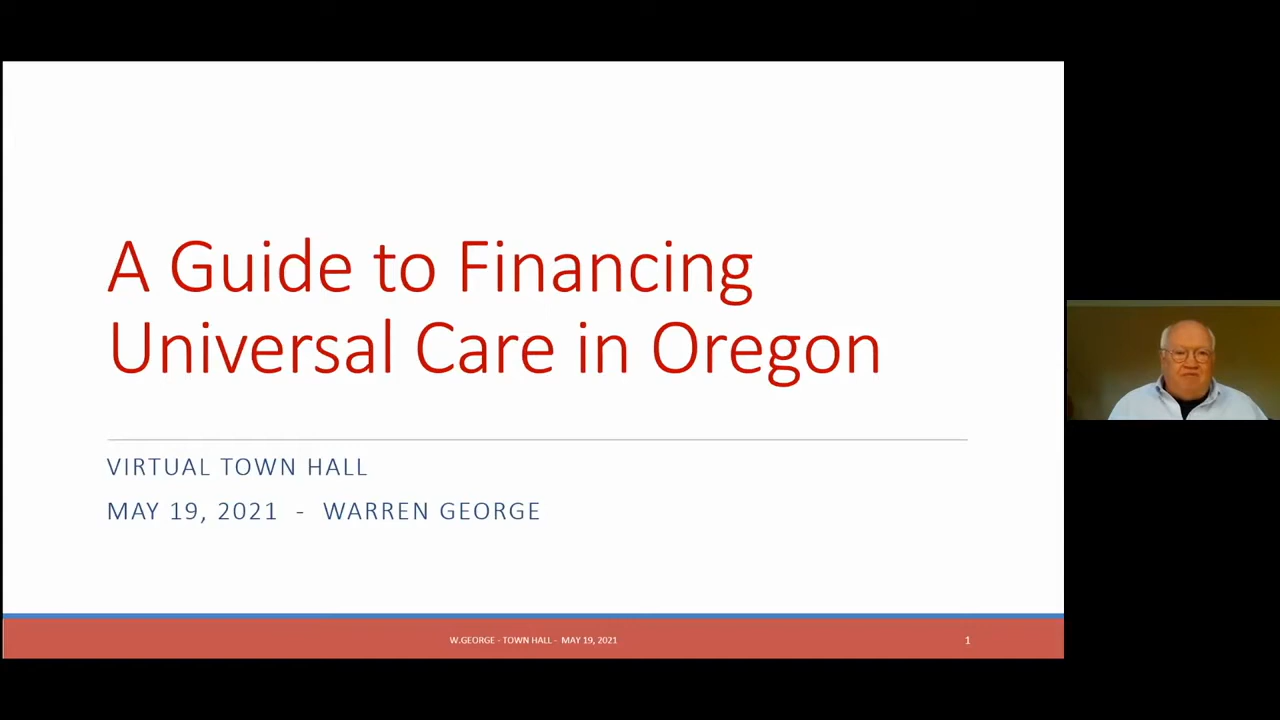 A Guide to Financing
Universal Care in Oregon
VIRTUAL TOWN HALL
MAY 19, 2021 - WARREN GEORGE
W.GEORGE - TOWN HALL - MAY 19, 2021
1